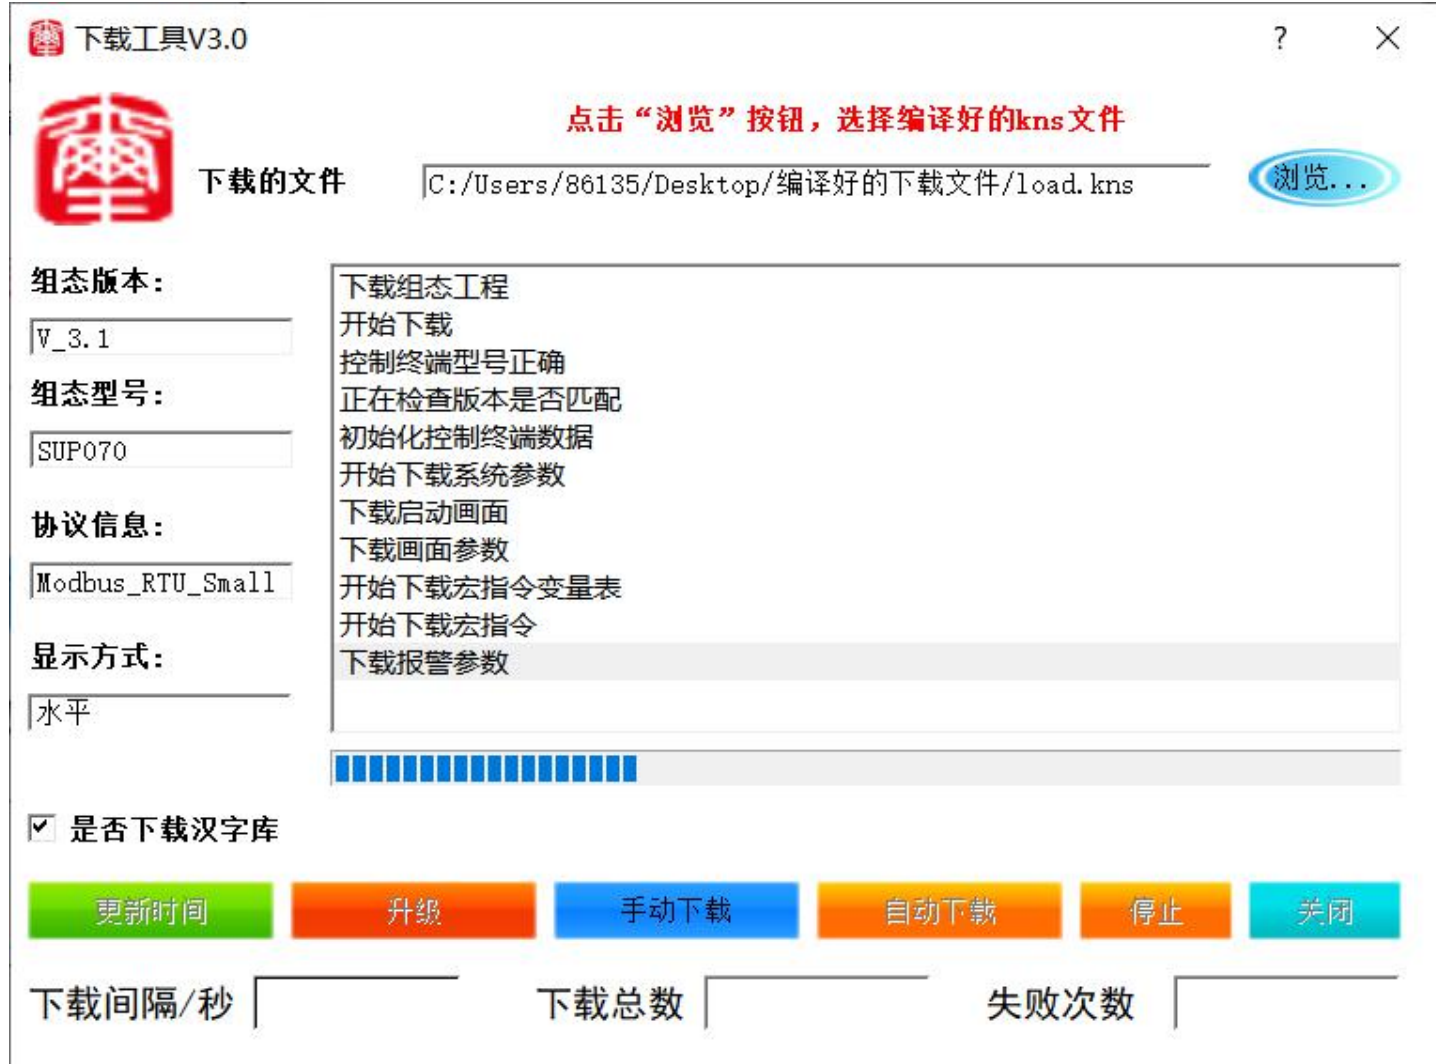 下载工具V3.0
?
点击“浏览”按钮，选择编译好的kns文件
下载的文件
C:/Users/86135/Desktop/编译好的下载文件/load.kns
浏览...
组态版本：
V_3.1
组态型号：
SUP070
协议信息：
Modbus_RTU_Small
显示方式：
水平
下载组态工程
开始下载
控制终端型号正确
正在检查版本是否匹配
初始化控制终端数据
开始下载系统参数
下载启动画面
下载画面参数
开始下载宏指令变量表
开始下载宏指令
下载报警参数
是否下载汉字库
更新时间 升级 手动下载 自动下载 停止 关闭
下载间隔/秒 下载总数 失败次数